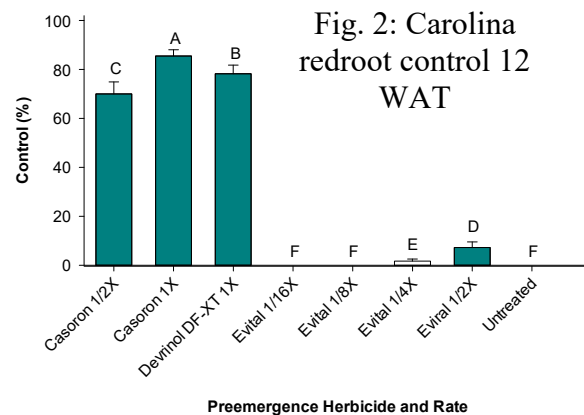 Fig. 2: Carolina
redroot control 12
WAT
Control (%)
100
80
60
40
20
0
C
A
B
F
F
E
D
F
Casoron 1/2X
Casoron 1X
Devrinol DF-XT 1X
Evital 1/16X
Evital 1/8X
Evital 1/4X
Eviral 1/2X
Untreated
Preemergence Herbicide and Rate